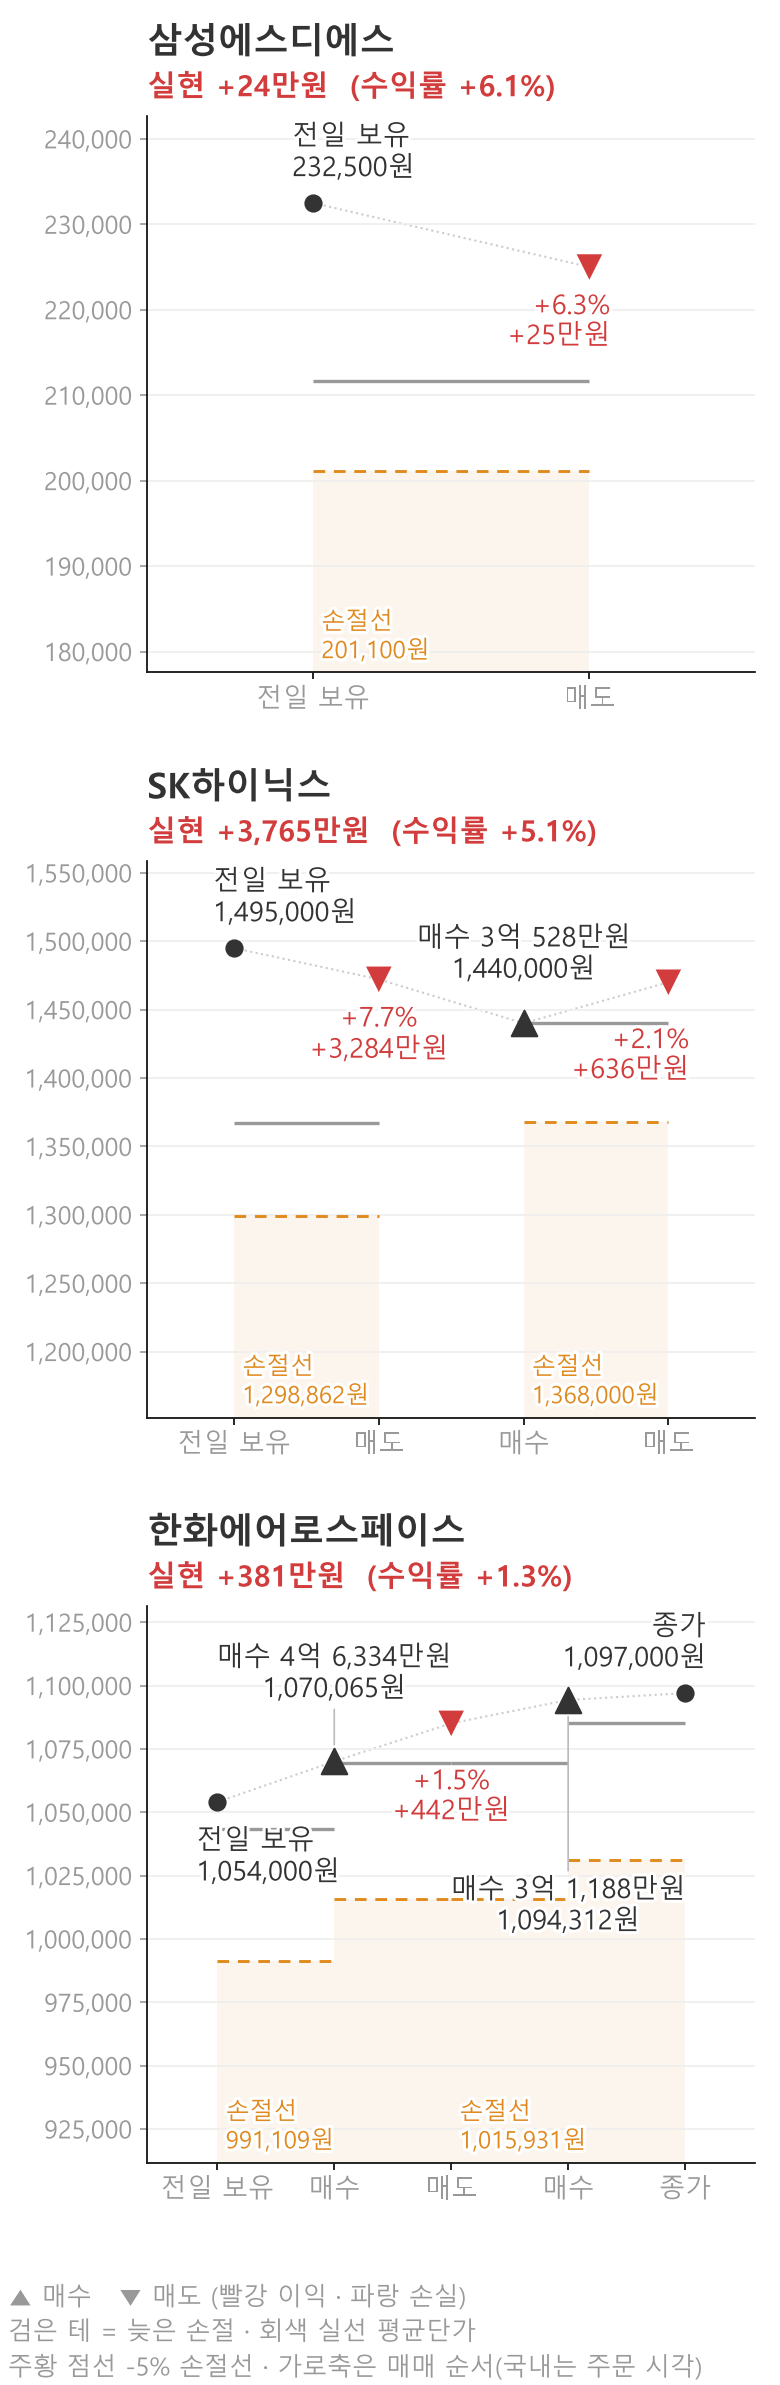 삼성에스디에스
실현 +24만원 (수익률 +6.1%)
240,000
230,000
220,000
210,000
200,000
190,000
180,000
전일 보유
232,500원
+6.3%
+25만원
손절선
201,100원
전일 보유 매도
SK하이닉스
실현 +3,765만원 (수익률 +5.1%)
1,550,000
1,500,000
1,450,000
1,400,000
1,350,000
1,300,000
1,250,000
1,200,000
전일 보유
1,495,000원
+7.7%
+3,284만원
매수 3억 528만원
1,440,000원
+2.1%
+636만원
손절선
1,298,862원
손절선
1,368,000원
전일 보유 매도 매수 매도
한화에어로스페이스
실현 +381만원 (수익률 +1.3%)
1,125,000
1,100,000
1,075,000
1,050,000
1,025,000
1,000,000
975,000
950,000
925,000
매수 4억 6,334만원
1,070,065원
종가
1,097,000원
+1.5%
+442만원
전일 보유
1,054,000원
매수 3억 1,188만원
1,094,312원
손절선
991,109원
손절선
1,015,931원
전일 보유 매수 매도 매수 종가
▲ 매수 ▼ 매도 (빨강 이익 · 파랑 손실)
검은 테 = 늦은 손절 · 회색 실선 평균단가
주황 점선 -5% 손절선 · 가로축은 매매 순서(국내는 주문 시각)